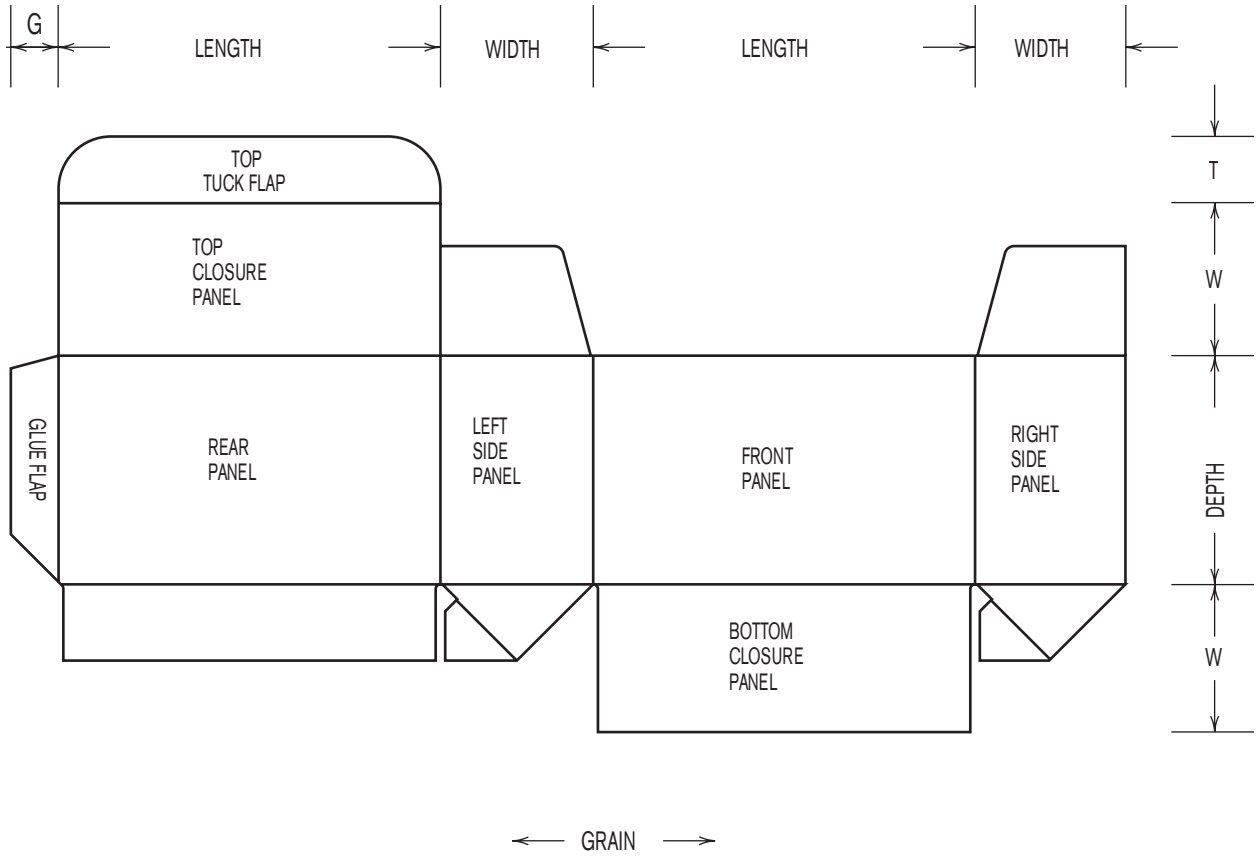 G
LENGTH
WIDTH
LENGTH
WIDTH
TOP
TUCK FLAP
T
TOP
CLOSURE
PANEL
W
GLUE FLAP
REAR
PANEL
LEFT
SIDE
PANEL
FRONT
PANEL
RIGHT
SIDE
PANEL
DEPTH
BOTTOM
CLOSURE
PANEL
W
GRAIN